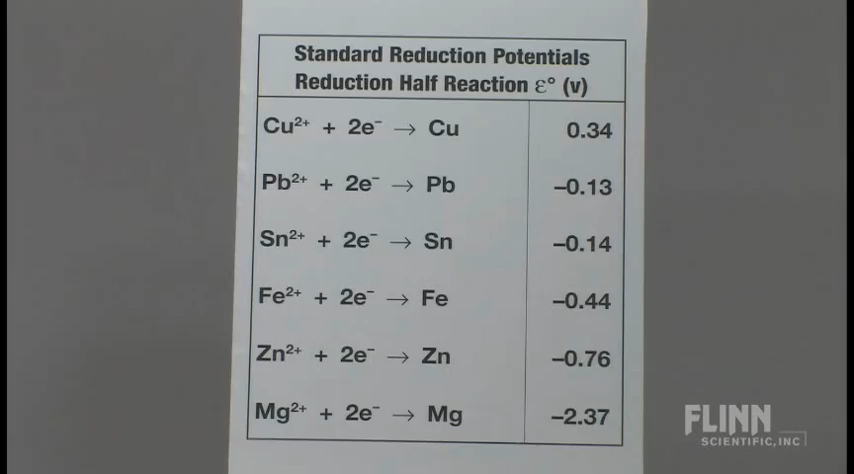 Standard Reduction Potentials
Reduction Half Reaction ε° (v)
Cu²⁺ + 2e⁻ → Cu 0.34
Pb²⁺ + 2e⁻ → Pb –0.13
Sn²⁺ + 2e⁻ → Sn –0.14
Fe²⁺ + 2e⁻ → Fe –0.44
Zn²⁺ + 2e⁻ → Zn –0.76
Mg²⁺ + 2e⁻ → Mg –2.37
FLINN
SCIENTIFIC, INC